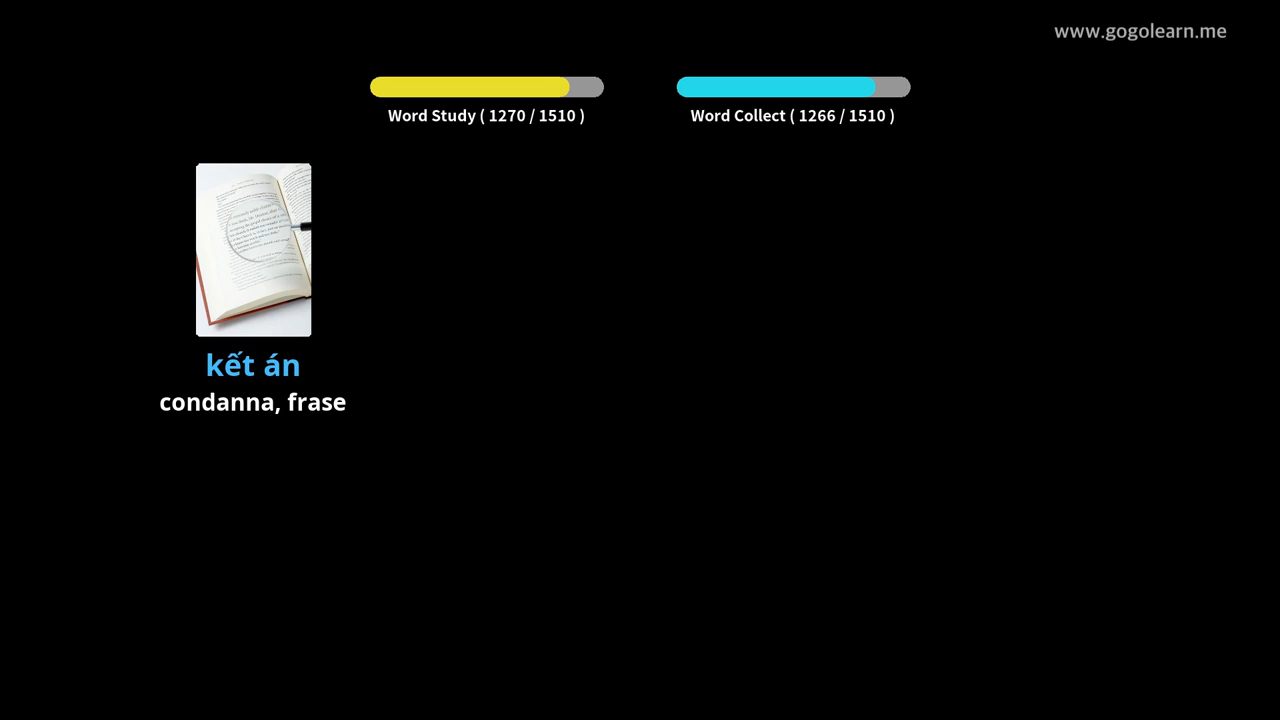 www.gogolearn.me
Word Study ( 1270 / 1510 )
Word Collect ( 1266 / 1510 )
kết án
condanna, frase